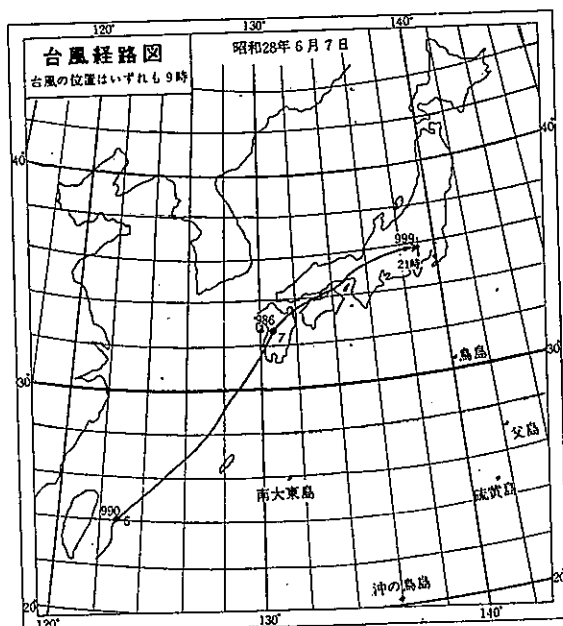 120°
130°
140°
台風経路図
昭和28年6月7日
台風の位置はいずれも9時
40°
40°
999
21時
986
7
鳥島
30°
30°
父島
南大東島
硫黄島
990
6
沖の鳥島
20°
20°
120°
130°
140°